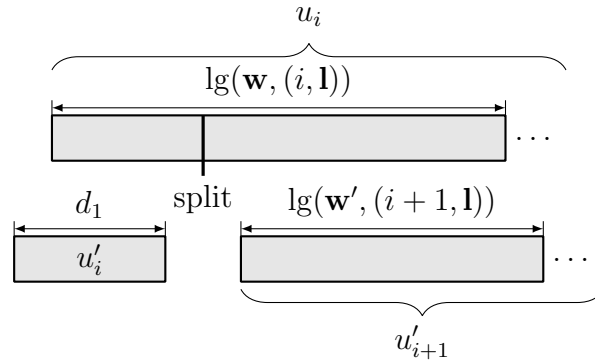 u_i
lg(𝐰, (i, 𝐥))
···
split
d_1
lg(𝐰′, (i + 1, 𝐥))
u′_i
···
u′_{i+1}